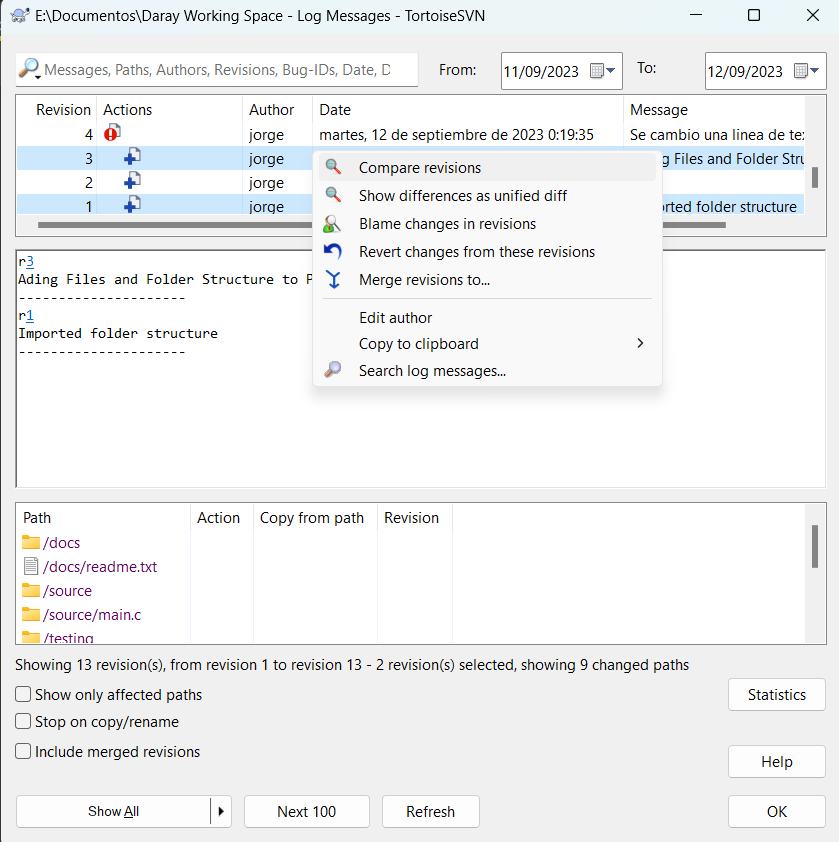 E:\Documentos\Daray Working Space - Log Messages - TortoiseSVN
Messages, Paths, Authors, Revisions, Bug-IDs, Date, D
From:
11/09/2023
To:
12/09/2023
Revision Actions Author Date Message
4 jorge martes, 12 de septiembre de 2023 0:19:35 Se cambio una linea de te
3 jorge g Files and Folder Stru
2 jorge
1 jorge orted folder structure
Compare revisions
Show differences as unified diff
Blame changes in revisions
Revert changes from these revisions
Merge revisions to...
Edit author
Copy to clipboard
Search log messages...
r3
Ading Files and Folder Structure to P
---------------------
r1
Imported folder structure
---------------------
Path Action Copy from path Revision
/docs
/docs/readme.txt
/source
/source/main.c
/testing
Showing 13 revision(s), from revision 1 to revision 13 - 2 revision(s) selected, showing 9 changed paths
Show only affected paths
Statistics
Stop on copy/rename
Include merged revisions
Help
Show All
Next 100
Refresh
OK